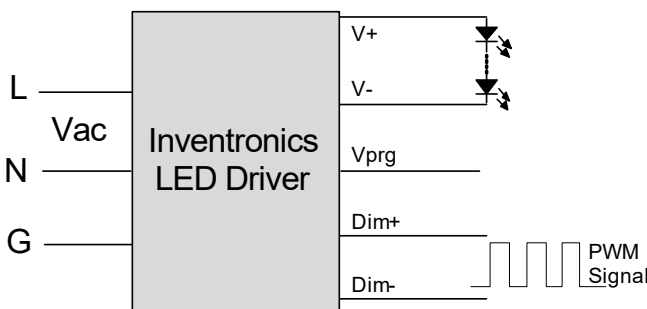 V+
L
V-
Vac
Inventronics
LED Driver
Vprg
N
Dim+
G
PWM
Signal
Dim-